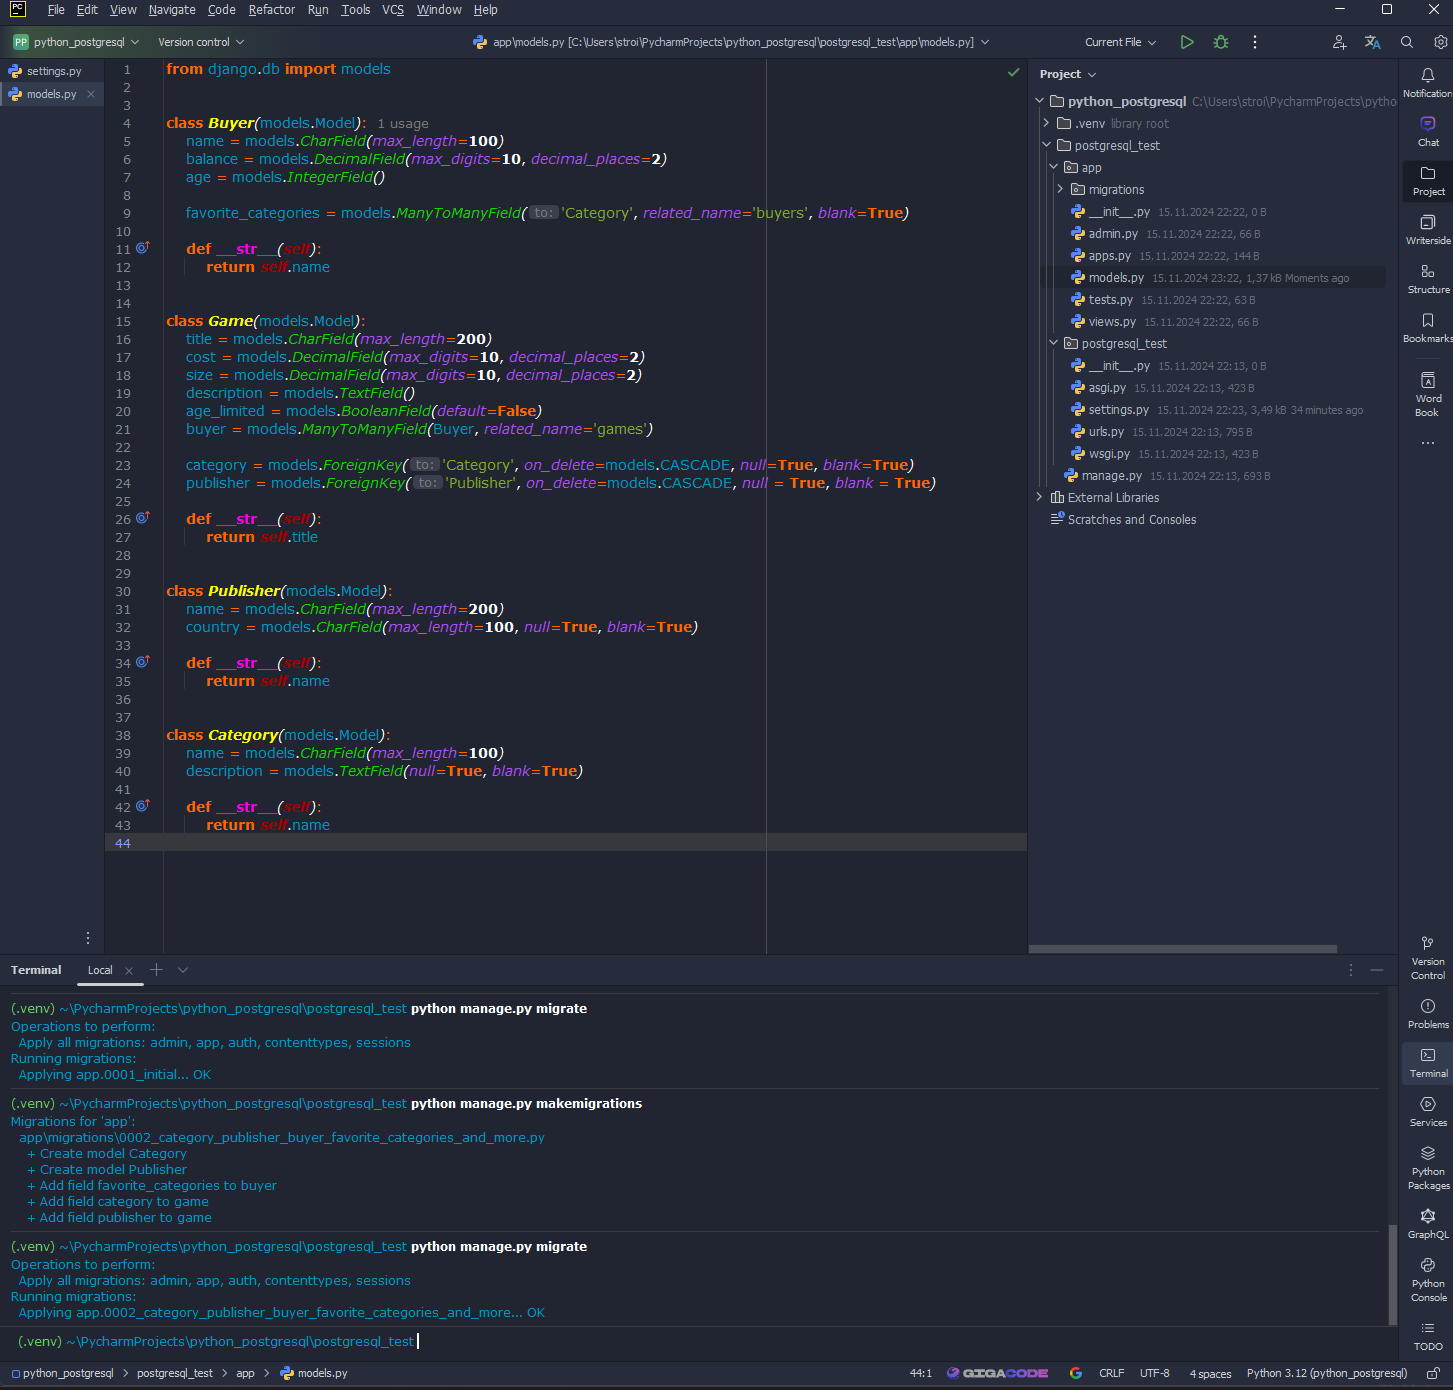 PC File Edit View Navigate Code Refactor Run Tools VCS Window Help
PP python_postgresql Version control app\models.py [C:\Users\stroi\PycharmProjects\python_postgresql\postgresql_test\app\models.py] Current File
settings.py
models.py
1 from django.db import models
2
3
4 class Buyer(models.Model): 1 usage
5 name = models.CharField(max_length=100)
6 balance = models.DecimalField(max_digits=10, decimal_places=2)
7 age = models.IntegerField()
8
9 favorite_categories = models.ManyToManyField( to: 'Category', related_name='buyers', blank=True)
10
11 def __str__(self):
12 return self.name
13
14
15 class Game(models.Model):
16 title = models.CharField(max_length=200)
17 cost = models.DecimalField(max_digits=10, decimal_places=2)
18 size = models.DecimalField(max_digits=10, decimal_places=2)
19 description = models.TextField()
20 age_limited = models.BooleanField(default=False)
21 buyer = models.ManyToManyField(Buyer, related_name='games')
22
23 category = models.ForeignKey( to: 'Category', on_delete=models.CASCADE, null=True, blank=True)
24 publisher = models.ForeignKey( to: 'Publisher', on_delete=models.CASCADE, null = True, blank = True)
25
26 def __str__(self):
27 return self.title
28
29
30 class Publisher(models.Model):
31 name = models.CharField(max_length=200)
32 country = models.CharField(max_length=100, null=True, blank=True)
33
34 def __str__(self):
35 return self.name
36
37
38 class Category(models.Model):
39 name = models.CharField(max_length=100)
40 description = models.TextField(null=True, blank=True)
41
42 def __str__(self):
43 return self.name
44
Project
python_postgresql C:\Users\stroi\PycharmProjects\pytho
.venv library root
postgresql_test
app
migrations
__init__.py 15.11.2024 22:22, 0 B
admin.py 15.11.2024 22:22, 66 B
apps.py 15.11.2024 22:22, 144 B
models.py 15.11.2024 23:22, 1,37 kB Moments ago
tests.py 15.11.2024 22:22, 63 B
views.py 15.11.2024 22:22, 66 B
postgresql_test
__init__.py 15.11.2024 22:13, 0 B
asgi.py 15.11.2024 22:13, 423 B
settings.py 15.11.2024 22:23, 3,49 kB 34 minutes ago
urls.py 15.11.2024 22:13, 795 B
wsgi.py 15.11.2024 22:13, 423 B
manage.py 15.11.2024 22:13, 693 B
External Libraries
Scratches and Consoles
Notification
Chat
Project
Writerside
Structure
Bookmarks
Word
Book
Version
Control
Problems
Terminal
Services
Python
Packages
GraphQL
Python
Console
TODO
Terminal Local
(.venv) ~\PycharmProjects\python_postgresql\postgresql_test python manage.py migrate
Operations to perform:
Apply all migrations: admin, app, auth, contenttypes, sessions
Running migrations:
Applying app.0001_initial... OK
(.venv) ~\PycharmProjects\python_postgresql\postgresql_test python manage.py makemigrations
Migrations for 'app':
app\migrations\0002_category_publisher_buyer_favorite_categories_and_more.py
+ Create model Category
+ Create model Publisher
+ Add field favorite_categories to buyer
+ Add field category to game
+ Add field publisher to game
(.venv) ~\PycharmProjects\python_postgresql\postgresql_test python manage.py migrate
Operations to perform:
Apply all migrations: admin, app, auth, contenttypes, sessions
Running migrations:
Applying app.0002_category_publisher_buyer_favorite_categories_and_more... OK
(.venv) ~\PycharmProjects\python_postgresql\postgresql_test
python_postgresql > postgresql_test > app > models.py 44:1 GIGACODE CRLF UTF-8 4 spaces Python 3.12 (python_postgresql)